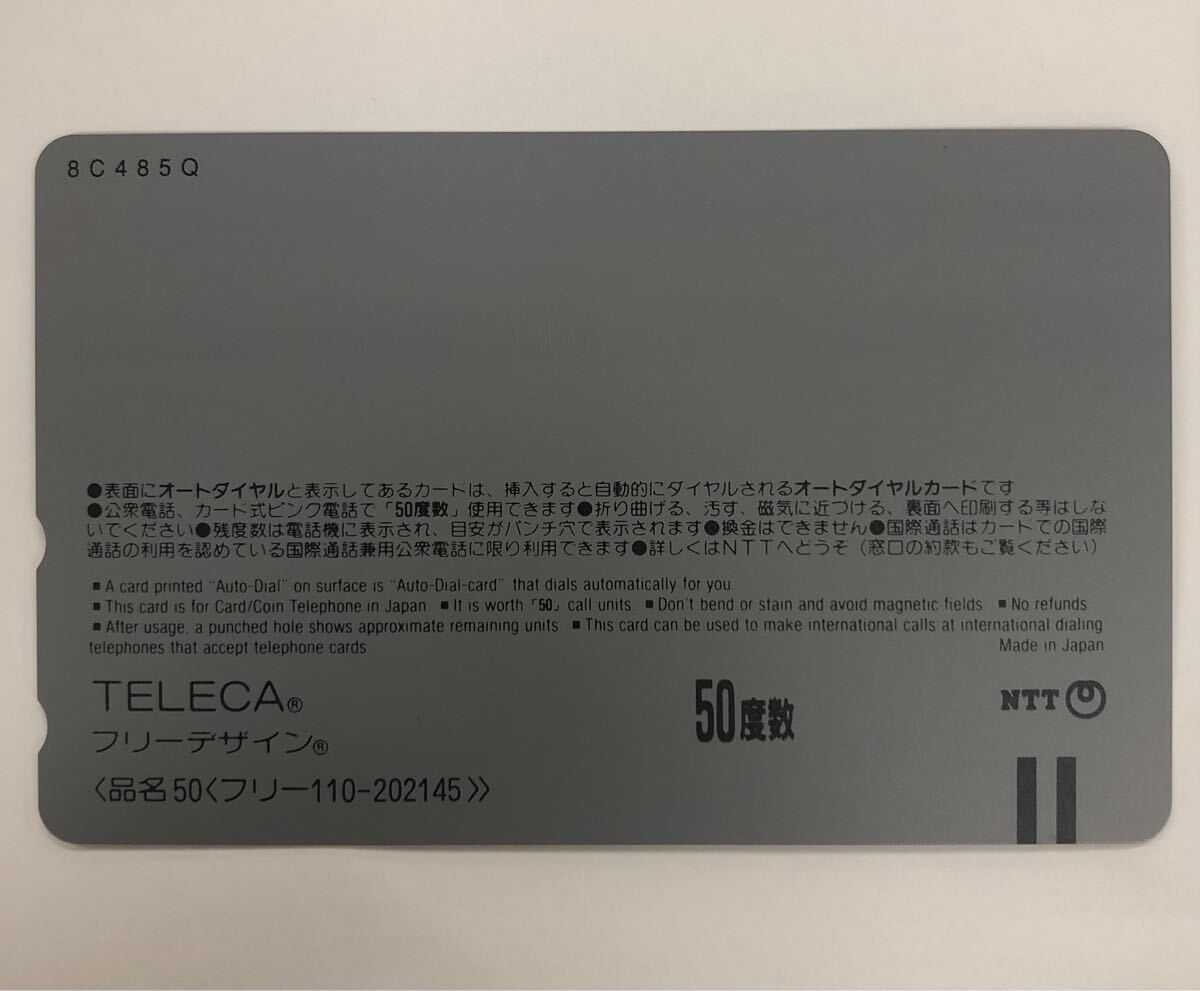 8C485Q
●表面にオートダイヤルと表示してあるカードは、挿入すると自動的にダイヤルされるオートダイヤルカードです
●公衆電話、カード式ピンク電話で「50度数」使用できます●折り曲げる、汚す、磁気に近づける、裏面へ印刷する等はしな
いでください●残度数は電話機に表示され、目安がパンチ穴で表示されます●換金はできません●国際通話はカードでの国際
通話の利用を認めている国際通話兼用公衆電話に限り利用できます●詳しくはNTTへどうぞ（窓口の約款もご覧ください）
■ A card printed "Auto-Dial" on surface is "Auto-Dial-card" that dials automatically for you
■ This card is for Card/Coin Telephone in Japan. ■ It is worth「50」call units. ■ Don't bend or stain and avoid magnetic fields ■ No refunds.
■ After usage, a punched hole shows approximate remaining units. ■ This card can be used to make international calls at international dialing
telephones that accept telephone cards Made in Japan
TELECA®
50度数
NTT
フリーデザイン®
〈品名50〈フリー110-202145〉〉